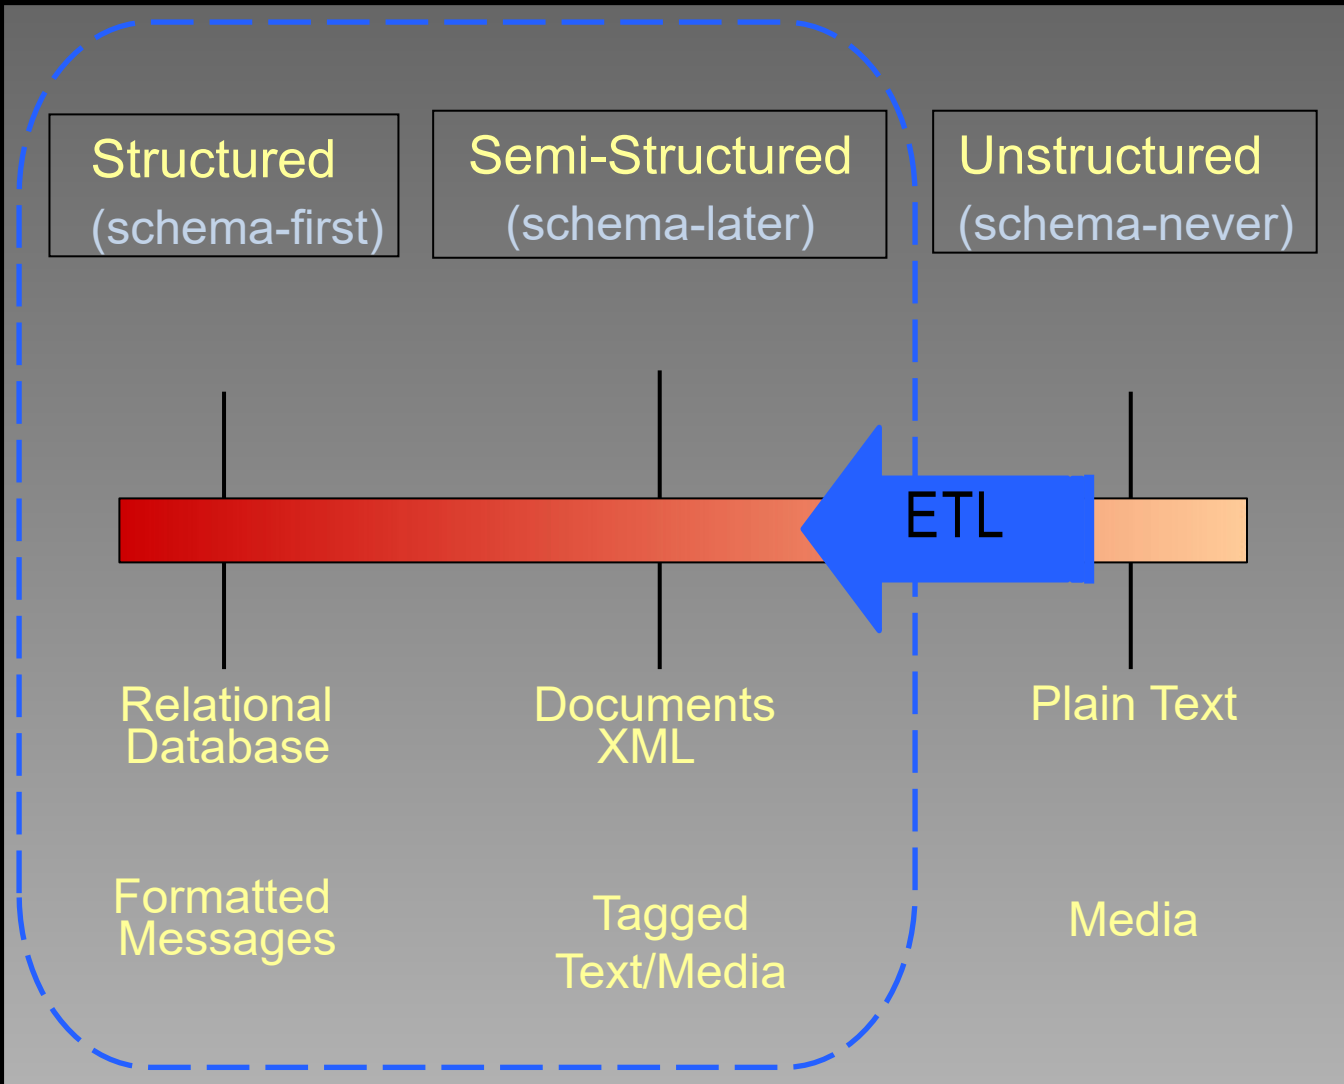 Structured
(schema-first)
Semi-Structured
(schema-later)
Unstructured
(schema-never)
ETL
Relational
Database
Documents
XML
Plain Text
Formatted
Messages
Tagged
Text/Media
Media